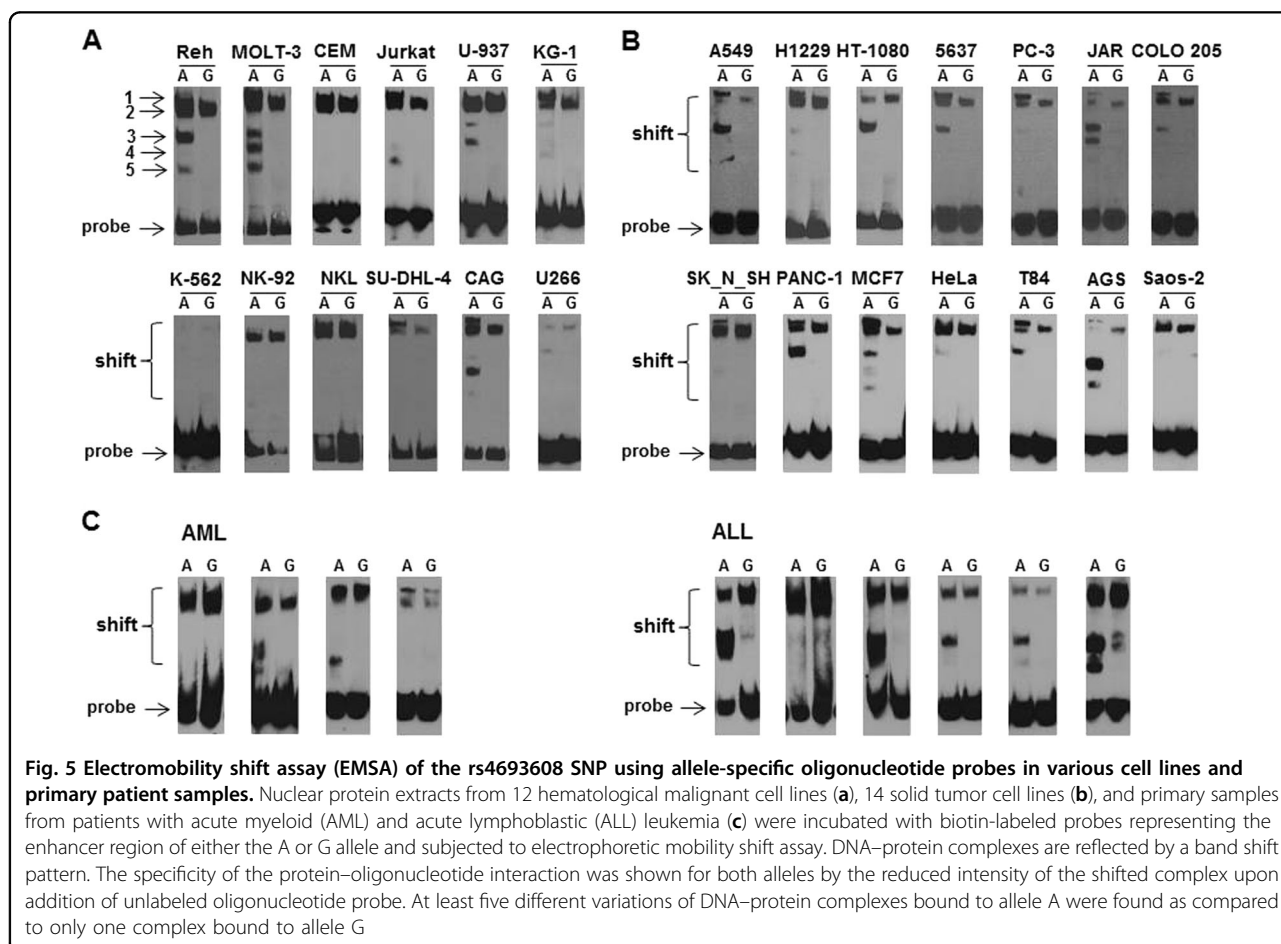 A
Reh MOLT-3 CEM Jurkat U-937 KG-1
A G A G A G A G A G A G
1
2
3
4
5
probe
K-562 NK-92 NKL SU-DHL-4 CAG U266
A G A G A G A G A G A G
shift
probe
B
A549 H1229 HT-1080 5637 PC-3 JAR COLO 205
A G A G A G A G A G A G A G
shift
probe
SK_N_SH PANC-1 MCF7 HeLa T84 AGS Saos-2
A G A G A G A G A G A G A G
shift
probe
C
AML
A G A G A G A G
shift
probe
ALL
A G A G A G A G A G A G
shift
probe
Fig. 5 Electromobility shift assay (EMSA) of the rs4693608 SNP using allele-specific oligonucleotide probes in various cell lines and
primary patient samples. Nuclear protein extracts from 12 hematological malignant cell lines (a), 14 solid tumor cell lines (b), and primary samples
from patients with acute myeloid (AML) and acute lymphoblastic (ALL) leukemia (c) were incubated with biotin-labeled probes representing the
enhancer region of either the A or G allele and subjected to electrophoretic mobility shift assay. DNA–protein complexes are reflected by a band shift
pattern. The specificity of the protein–oligonucleotide interaction was shown for both alleles by the reduced intensity of the shifted complex upon
addition of unlabeled oligonucleotide probe. At least five different variations of DNA–protein complexes bound to allele A were found as compared
to only one complex bound to allele G